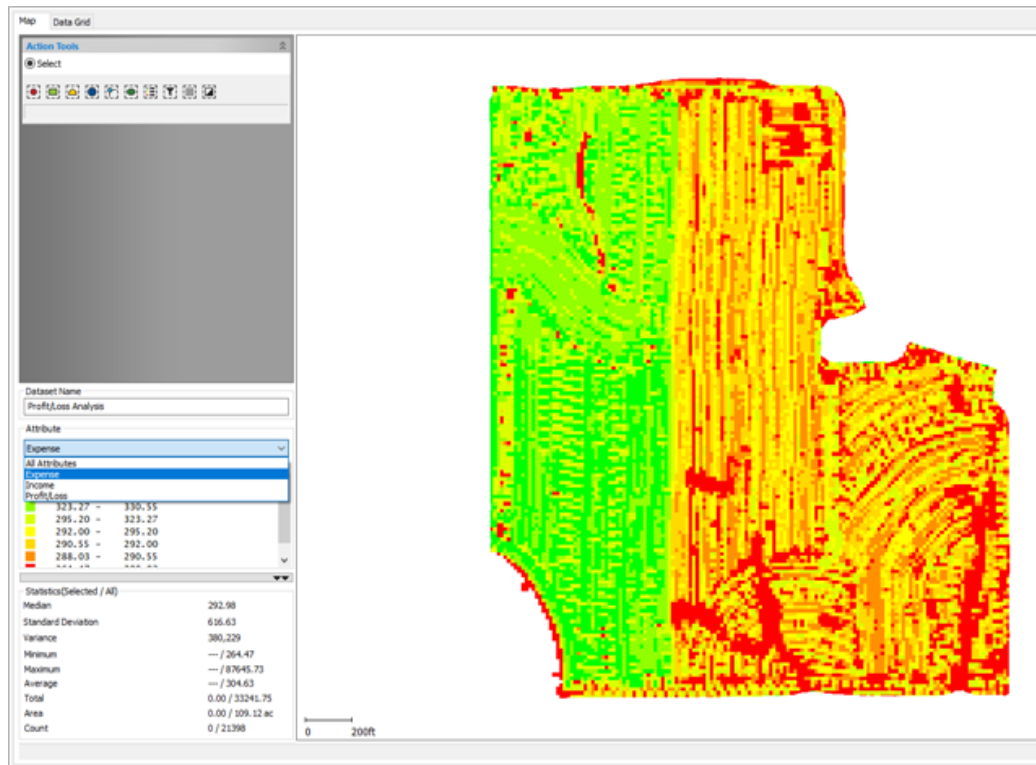 Map Data Grid
Action Tools
Select
Dataset Name
Profit/Loss Analysis
Attribute
Expense
All Attributes
Expense
Income
Profit/Loss
323.27 - 330.55
295.20 - 323.27
292.00 - 295.20
290.55 - 292.00
288.03 - 290.55
Statistics(Selected / All)
Median 292.98
Standard Deviation 616.63
Variance 380,229
Minimum --- / 264.47
Maximum --- / 87645.73
Average --- / 304.63
Total 0.00 / 33241.75
Area 0.00 / 109.12 ac
Count 0 / 21398
0 200ft